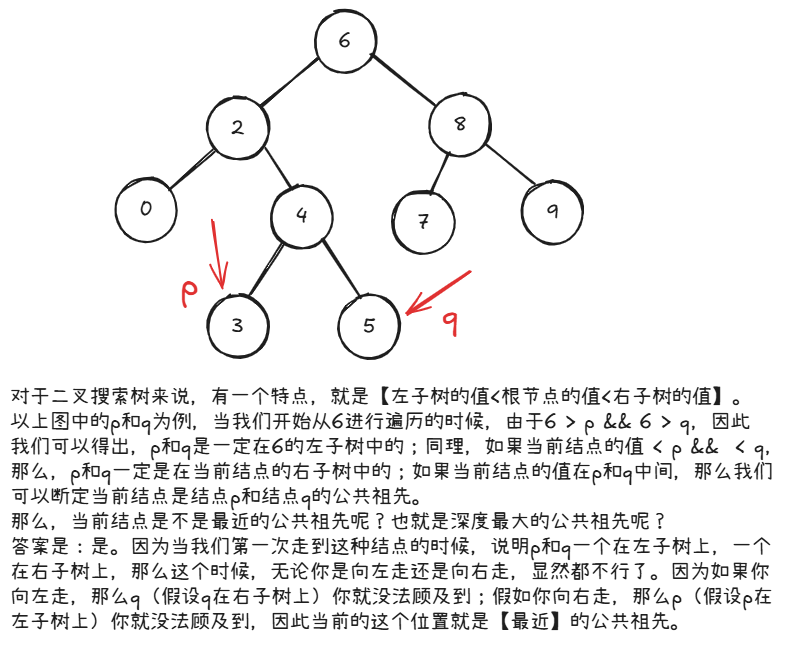 6
2
8
0
4
7
9
p
3
5
q
对于二叉搜索树来说，有一个特点，就是【左子树的值<根节点的值<右子树的值】。
以上图中的p和q为例，当我们开始从6进行遍历的时候，由于6 > p && 6 > q，因此
我们可以得出，p和q是一定在6的左子树中的；同理，如果当前结点的值 < p && < q，
那么，p和q一定是在当前结点的右子树中的；如果当前结点的值在p和q中间，那么我们
可以断定当前结点是结点p和结点q的公共祖先。
那么，当前结点是不是最近的公共祖先呢？也就是深度最大的公共祖先呢？
答案是：是。因为当我们第一次走到这种结点的时候，说明p和q一个在左子树上，一个
在右子树上，那么这个时候，无论你是向左走还是向右走，显然都不行了。因为如果你
向左走，那么q（假设q在右子树上）你就没法顾及到；假如你向右走，那么p（假设p在
左子树上）你就没法顾及到，因此当前的这个位置就是【最近】的公共祖先。